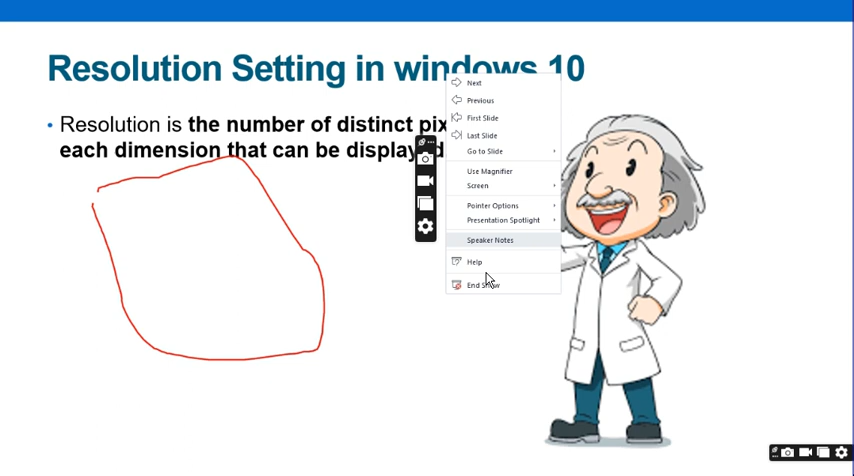 Resolution Setting in windows 10
• Resolution is the number of distinct pix
each dimension that can be displayed
Next
Previous
First Slide
Last Slide
Go to Slide
Use Magnifier
Screen
Pointer Options
Presentation Spotlight
Speaker Notes
Help
End Show